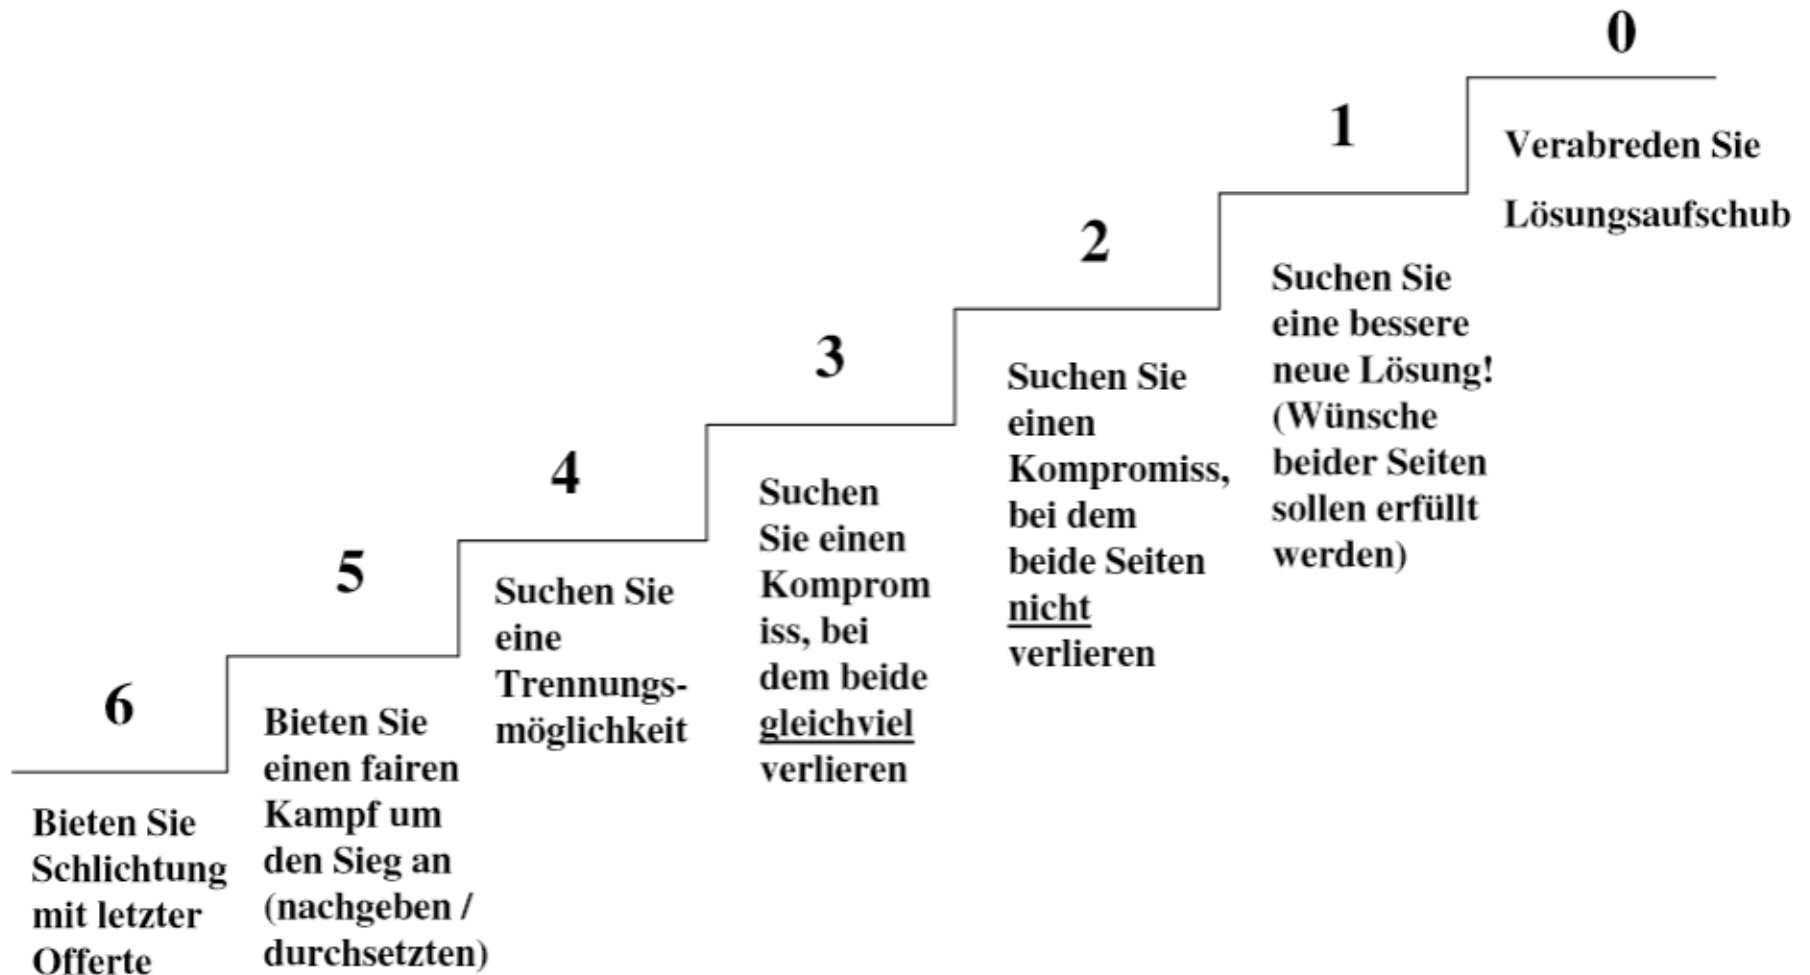 0
Verabreden Sie
Lösungsaufschub
1
Suchen Sie
eine bessere
neue Lösung!
(Wünsche
beider Seiten
sollen erfüllt
werden)
2
Suchen Sie
einen
Kompromiss,
bei dem
beide Seiten
nicht
verlieren
3
Suchen
Sie einen
Komprom
iss, bei
dem beide
gleichviel
verlieren
4
Suchen Sie
eine
Trennungs-
möglichkeit
5
Bieten Sie
einen fairen
Kampf um
den Sieg an
(nachgeben /
durchsetzten)
6
Bieten Sie
Schlichtung
mit letzter
Offerte